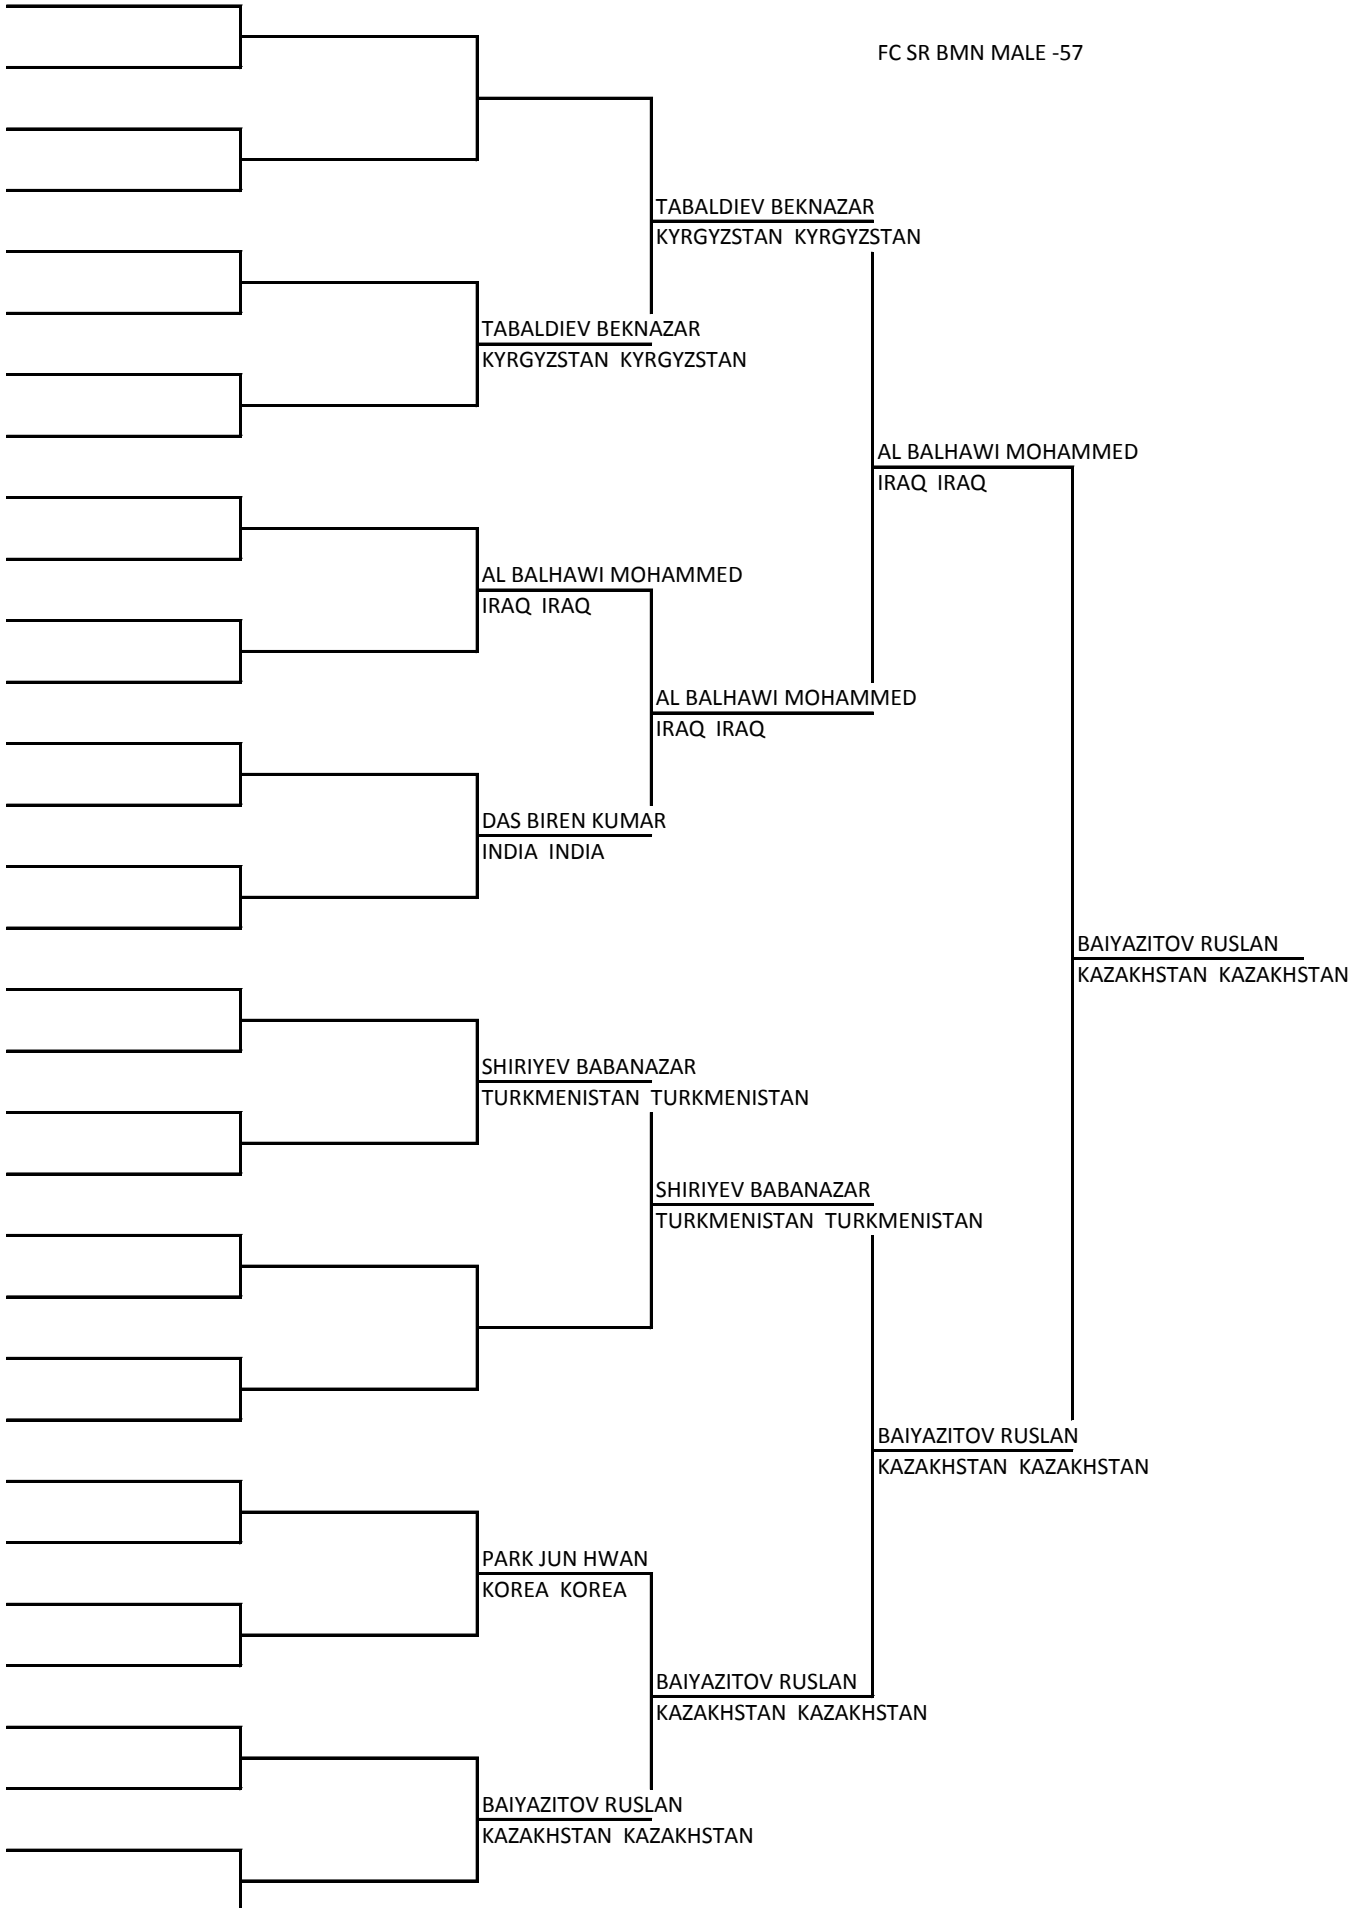 FC SR BMN MALE -57
TABALDIEV BEKNAZAR
KYRGYZSTAN  KYRGYZSTAN
TABALDIEV BEKNAZAR
KYRGYZSTAN  KYRGYZSTAN
AL BALHAWI MOHAMMED
IRAQ  IRAQ
AL BALHAWI MOHAMMED
IRAQ  IRAQ
AL BALHAWI MOHAMMED
IRAQ  IRAQ
DAS BIREN KUMAR
INDIA  INDIA
BAIYAZITOV RUSLAN
KAZAKHSTAN  KAZAKHSTAN
SHIRIYEV BABANAZAR
TURKMENISTAN  TURKMENISTAN
SHIRIYEV BABANAZAR
TURKMENISTAN  TURKMENISTAN
BAIYAZITOV RUSLAN
KAZAKHSTAN  KAZAKHSTAN
PARK JUN HWAN
KOREA  KOREA
BAIYAZITOV RUSLAN
KAZAKHSTAN  KAZAKHSTAN
BAIYAZITOV RUSLAN
KAZAKHSTAN  KAZAKHSTAN